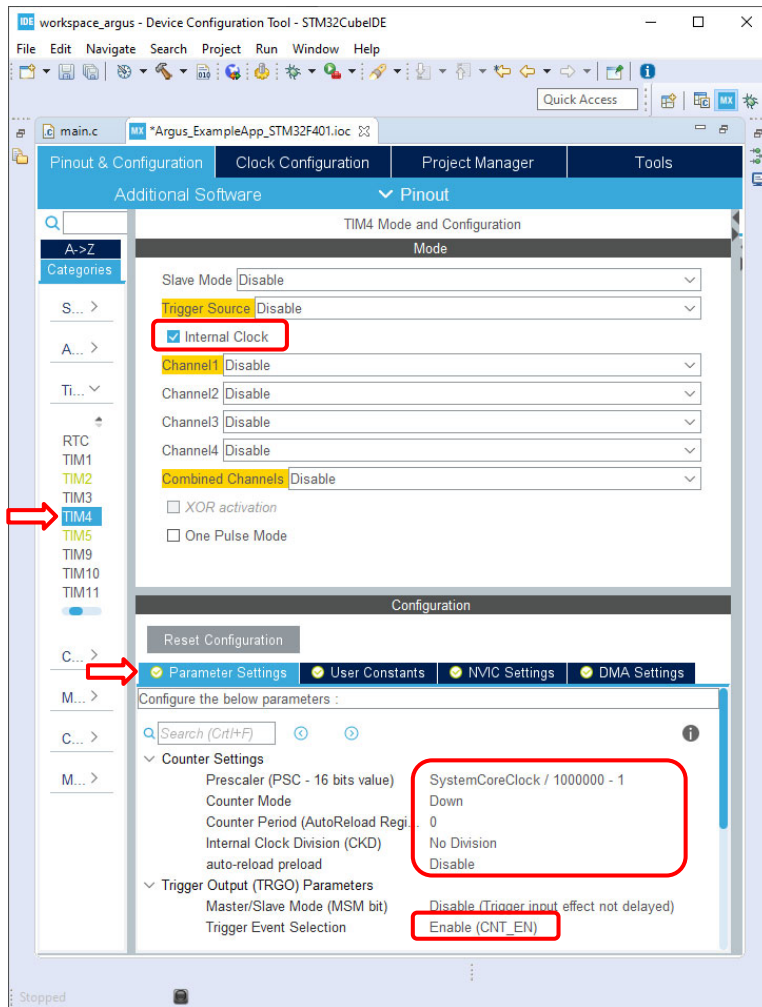 IDE workspace_argus - Device Configuration Tool - STM32CubeIDE
File Edit Navigate Search Project Run Window Help
Quick Access
main.c
MX *Argus_ExampleApp_STM32F401.ioc
Pinout & Configuration
Clock Configuration
Project Manager
Tools
Additional Software
Pinout
TIM4 Mode and Configuration
Mode
A->Z
Categories
S...
A...
Ti...
RTC
TIM1
TIM2
TIM3
TIM4
TIM5
TIM9
TIM10
TIM11
C...
M...
C...
M...
Slave Mode Disable
Trigger Source Disable
Internal Clock
Channel1 Disable
Channel2 Disable
Channel3 Disable
Channel4 Disable
Combined Channels Disable
XOR activation
One Pulse Mode
Configuration
Reset Configuration
Parameter Settings
User Constants
NVIC Settings
DMA Settings
Configure the below parameters :
Search (Crtl+F)
Counter Settings
Prescaler (PSC - 16 bits value) SystemCoreClock / 1000000 - 1
Counter Mode Down
Counter Period (AutoReload Regi... 0
Internal Clock Division (CKD) No Division
auto-reload preload Disable
Trigger Output (TRGO) Parameters
Master/Slave Mode (MSM bit) Disable (Trigger input effect not delayed)
Trigger Event Selection Enable (CNT_EN)
Stopped